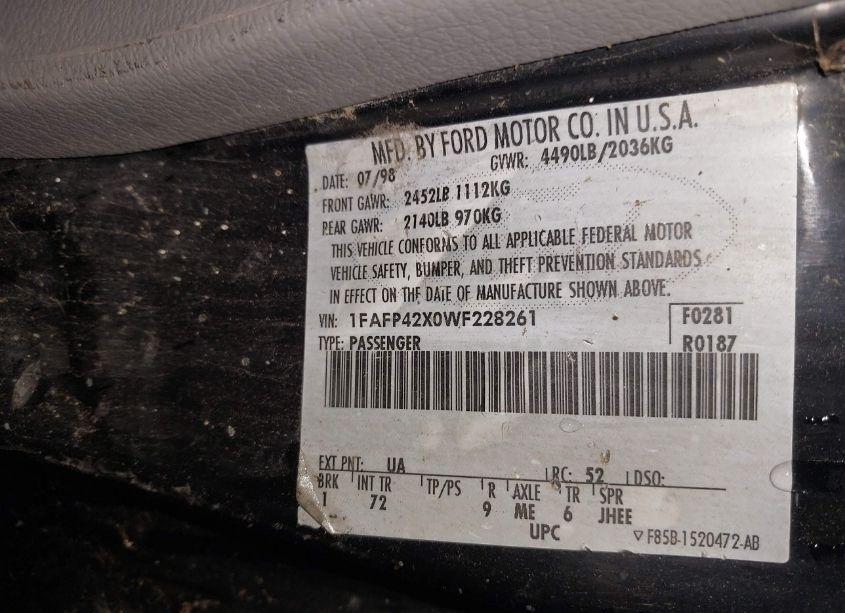 MFD. BY FORD MOTOR CO. IN U.S.A.
DATE: 07/98 GVWR: 4490LB/2036KG
FRONT GAWR: 2452LB 1112KG
REAR GAWR: 2140LB 970KG
THIS VEHICLE CONFORMS TO ALL APPLICABLE FEDERAL MOTOR
VEHICLE SAFETY, BUMPER, AND THEFT PREVENTION STANDARDS
IN EFFECT ON THE DATE OF MANUFACTURE SHOWN ABOVE.
VIN: 1FAFP42X0WF228261 F0281
TYPE: PASSENGER R0187
EXT PNT: UA RC: 52 DSO:
BRK INT TR TP/PS R AXLE TR SPR
1 72 9 ME 6 JHEE
UPC ▽F85B-1520472-AB